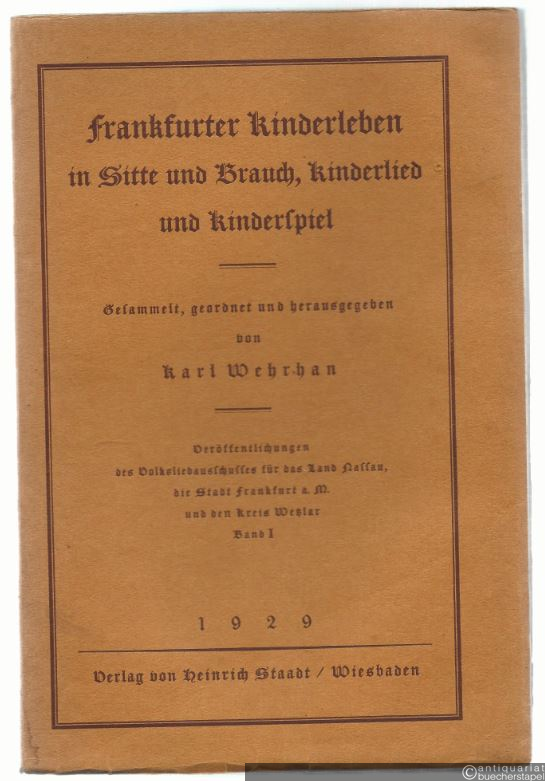 Frankfurter Kinderleben
in Sitte und Brauch, Kinderlied
und Kinderſpiel
Geſammelt, geordnet und herausgegeben
von
Karl Wehrhan
Veröffentlichungen
des Volksliedausſchuſſes für das Land Naſſau,
die Stadt Frankfurt a. M.
und den Kreis Wetzlar
Band I
1929
Verlag von Heinrich Staadt / Wiesbaden
©antiquariat
buecherstapel